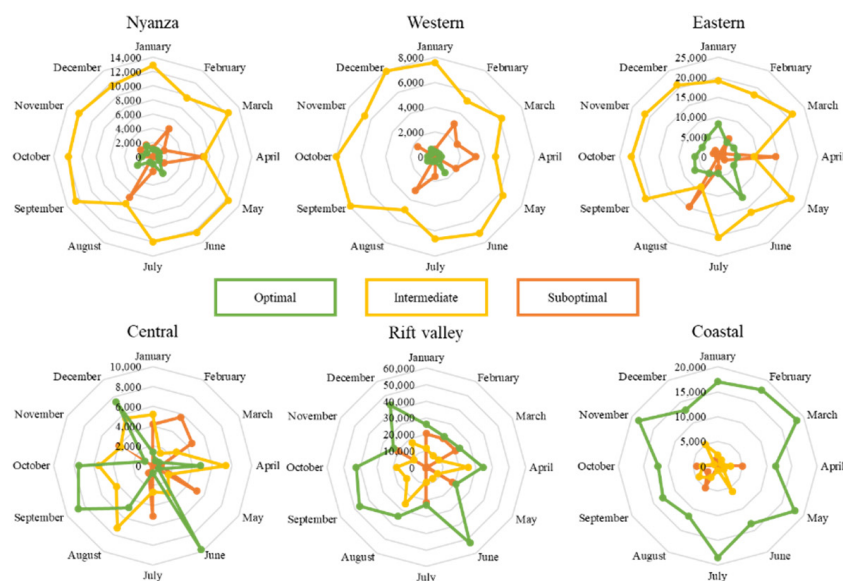 Nyanza
January
February
March
April
May
June
July
August
September
October
November
December
14,000
12,000
10,000
8,000
6,000
4,000
2,000
0
Western
January
February
March
April
May
June
July
August
September
October
November
December
8,000
6,000
4,000
2,000
0
Eastern
January
February
March
April
May
June
July
August
September
October
November
December
25,000
20,000
15,000
10,000
5,000
0
Optimal
Intermediate
Suboptimal
Central
January
February
March
April
May
June
July
August
September
October
November
December
10,000
8,000
6,000
4,000
2,000
0
Rift valley
January
February
March
April
May
June
July
August
September
October
November
December
60,000
50,000
40,000
30,000
20,000
10,000
0
Coastal
January
February
March
April
May
June
July
August
September
October
November
December
20,000
15,000
10,000
5,000
0